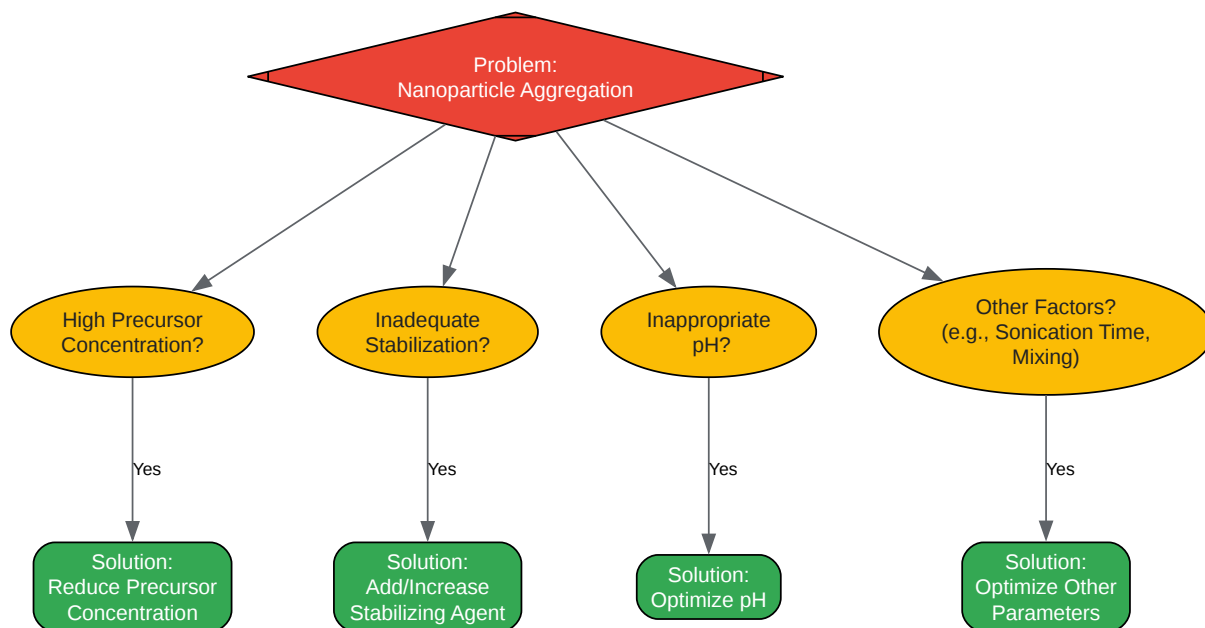 Problem:
Nanoparticle Aggregation
High Precursor
Concentration?
Inadequate
Stabilization?
Inappropriate
pH?
Other Factors?
(e.g., Sonication Time,
Mixing)
Yes
Yes
Yes
Yes
Solution:
Reduce Precursor
Concentration
Solution:
Add/Increase
Stabilizing Agent
Solution:
Optimize pH
Solution:
Optimize Other
Parameters